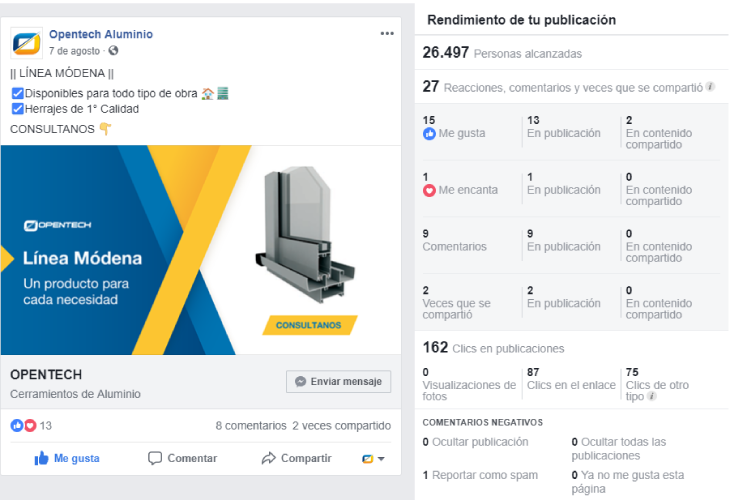 Opentech Aluminio
7 de agosto ·
|| LÍNEA MÓDENA ||
Disponibles para todo tipo de obra
Herrajes de 1° Calidad
CONSULTANOS
OPENTECH
Línea Módena
Un producto para
cada necesidad
CONSULTANOS
OPENTECH
Cerramientos de Aluminio
Enviar mensaje
13
8 comentarios 2 veces compartido
Me gusta
Comentar
Compartir
Rendimiento de tu publicación
26.497 Personas alcanzadas
27 Reacciones, comentarios y veces que se compartió
15
Me gusta
13
En publicación
2
En contenido
compartido
1
Me encanta
1
En publicación
0
En contenido
compartido
9
Comentarios
9
En publicación
0
En contenido
compartido
2
Veces que se
compartió
2
En publicación
0
En contenido
compartido
162 Clics en publicaciones
0
Visualizaciones de
fotos
87
Clics en el enlace
75
Clics de otro
tipo
COMENTARIOS NEGATIVOS
0 Ocultar publicación
0 Ocultar todas las
publicaciones
1 Reportar como spam
0 Ya no me gusta esta
página